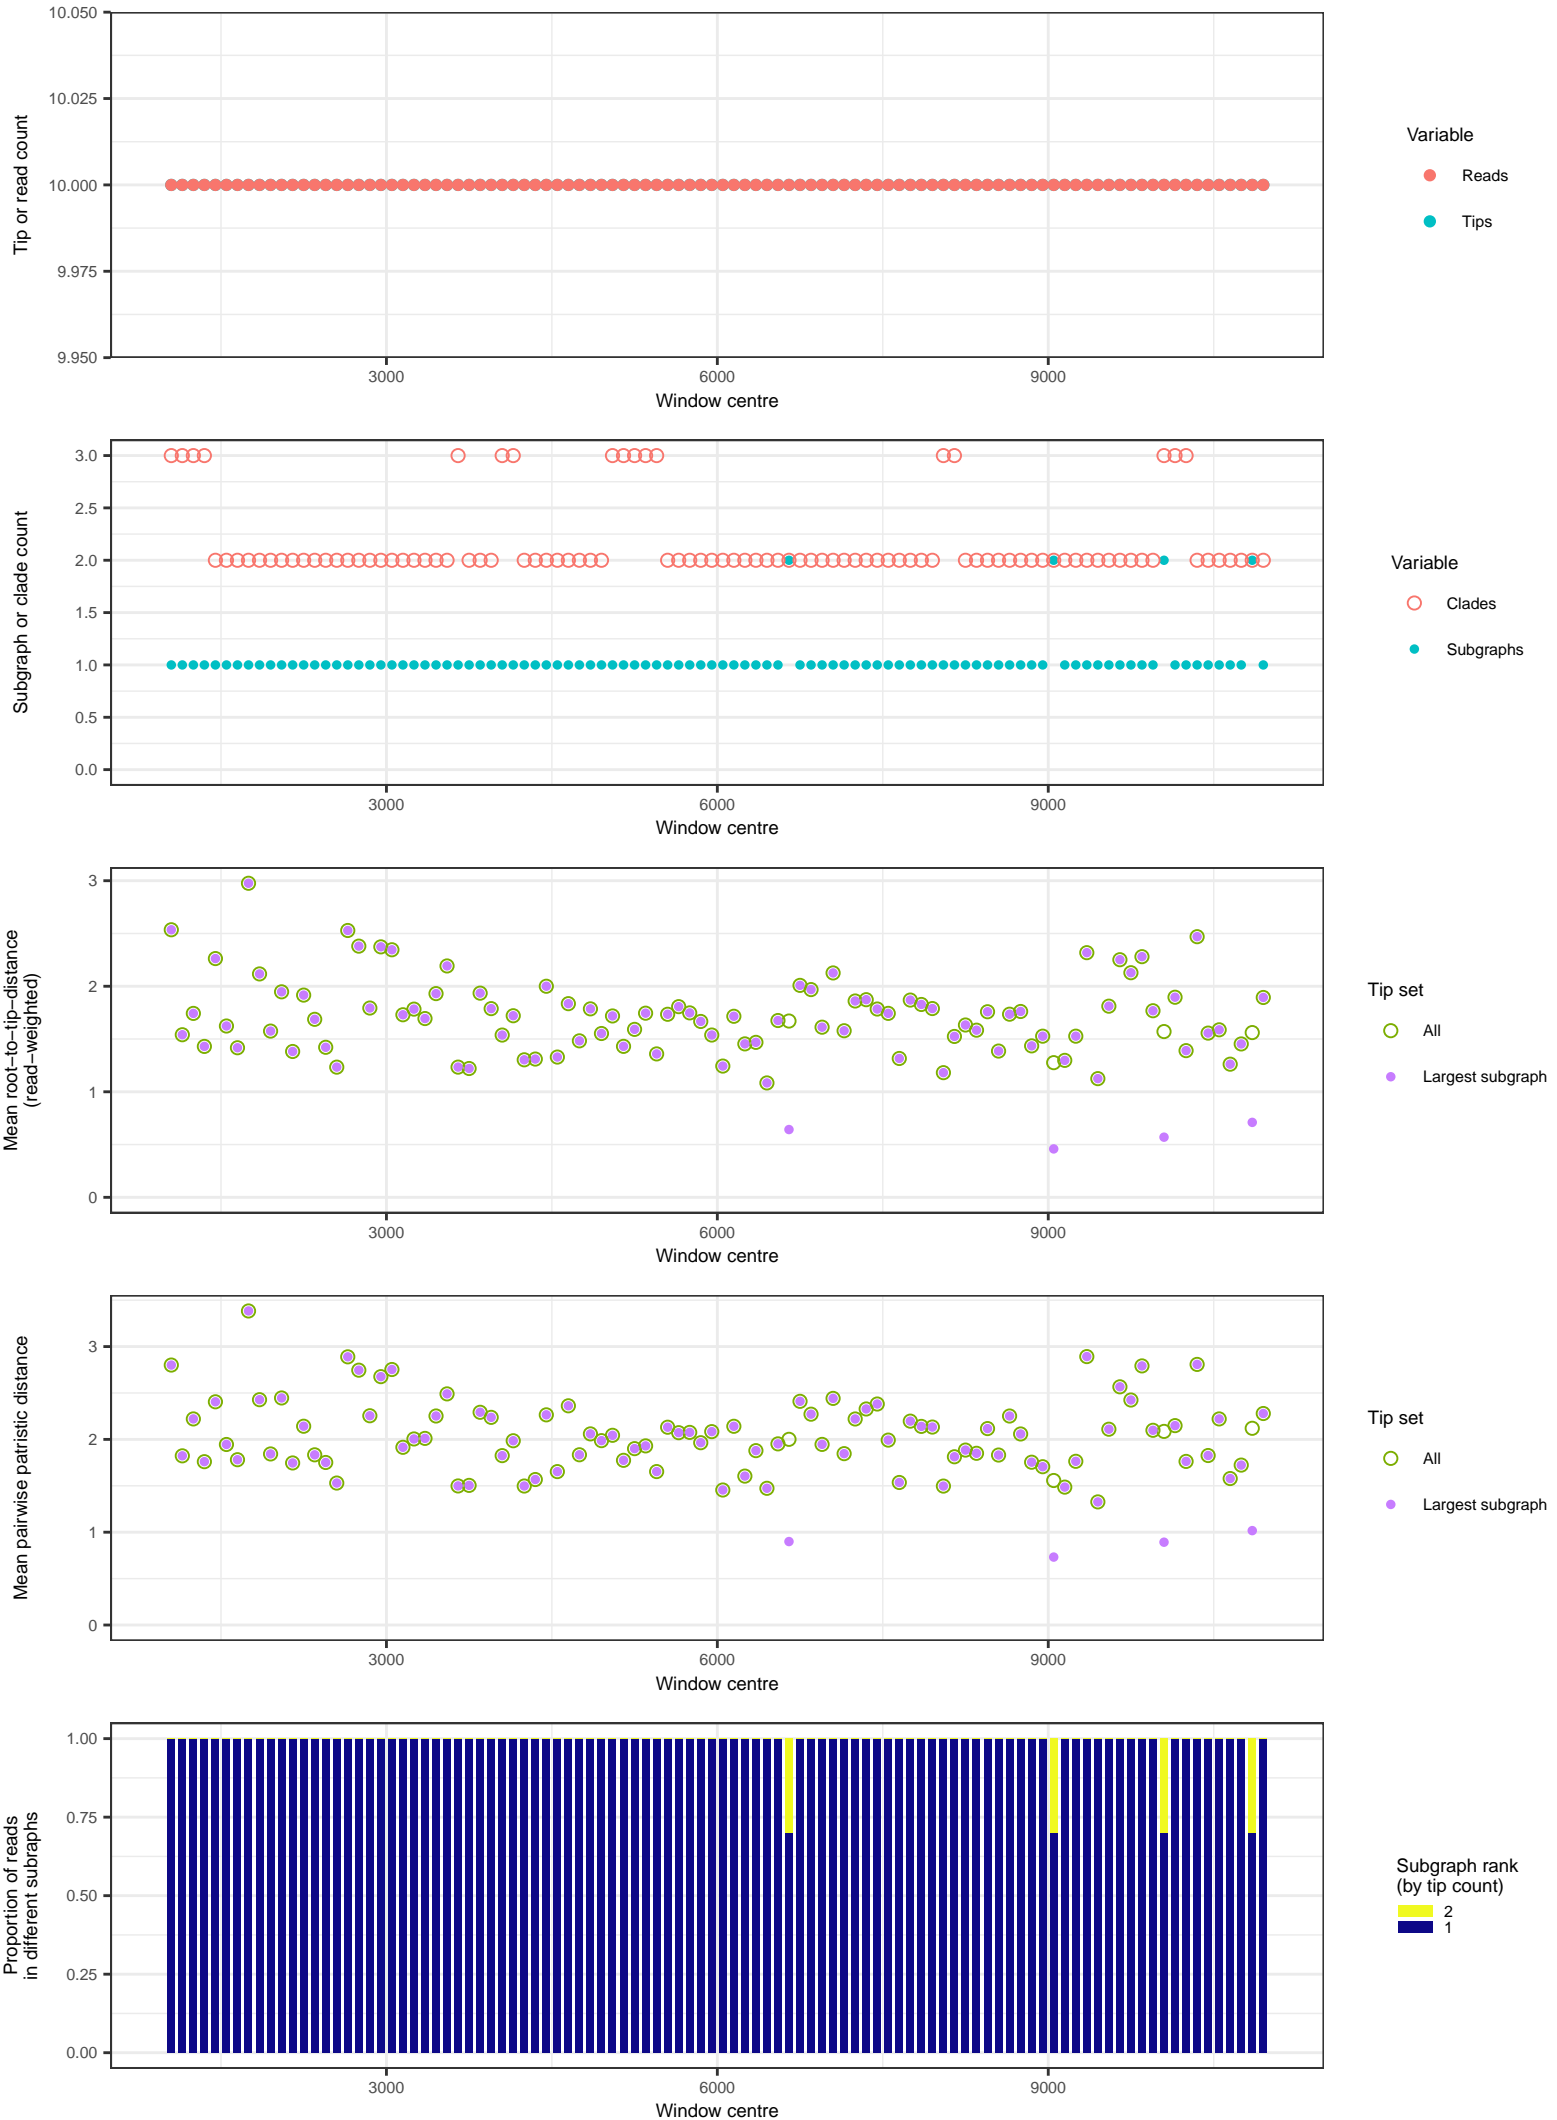 10.050
10.025
10.000
9.975
9.950
Tip or read count
3000 6000 9000
Window centre
Variable
Reads
Tips
3.0
2.5
2.0
1.5
1.0
0.5
0.0
Subgraph or clade count
3000 6000 9000
Window centre
Variable
Clades
Subgraphs
3
2
1
0
Mean root−to−tip−distance
(read−weighted)
3000 6000 9000
Window centre
Tip set
All
Largest subgraph
3
2
1
0
Mean pairwise patristic distance
3000 6000 9000
Window centre
Tip set
All
Largest subgraph
1.00
0.75
0.50
0.25
0.00
Proportion of reads
in different subraphs
3000 6000 9000
Window centre
Subgraph rank
(by tip count)
2
1